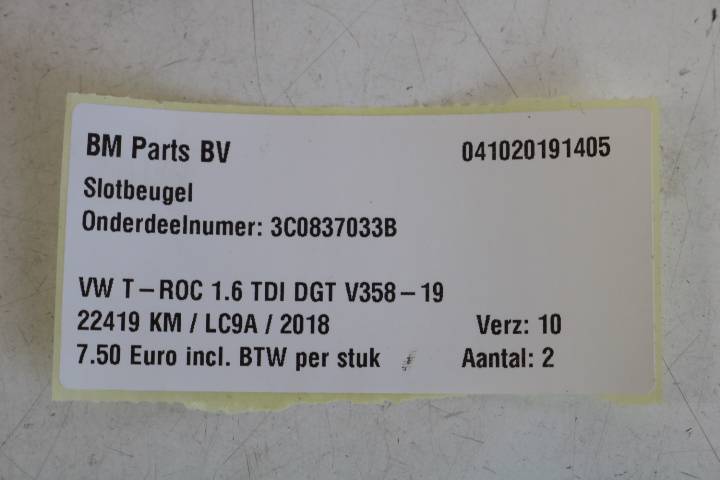 BM Parts BV 041020191405
Slotbeugel
Onderdeelnumer: 3C0837033B
VW T-ROC 1.6 TDI DGT V358-19
22419 KM / LC9A / 2018 Verz: 10
7.50 Euro incl. BTW per stuk Aantal: 2